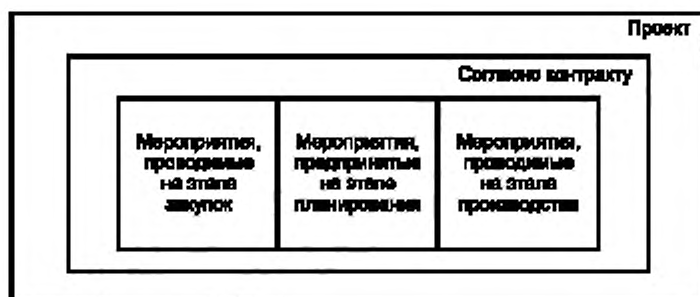 Проект
Согласно контракту
Мероприятия,
проводимые
на этапе
закупок
Мероприятия,
предпринятые
на этапе
планирования
Мероприятия,
проводимые
на этапе
производства